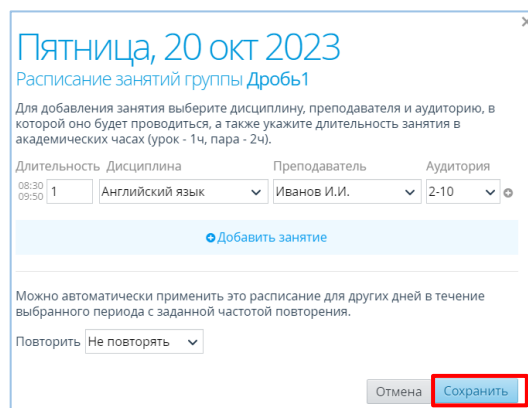 Пятница, 20 окт 2023
Расписание занятий группы Дробь1
Для добавления занятия выберите дисциплину, преподавателя и аудиторию, в
которой оно будет проводиться, а также укажите длительность занятия в
академических часах (урок - 1ч, пара - 2ч).
Длительность Дисциплина Преподаватель Аудитория
08:30
09:50 1 Английский язык Иванов И.И. 2-10
Добавить занятие
Можно автоматически применить это расписание для других дней в течение
выбранного периода с заданной частотой повторения.
Повторить Не повторять
Отмена Сохранить